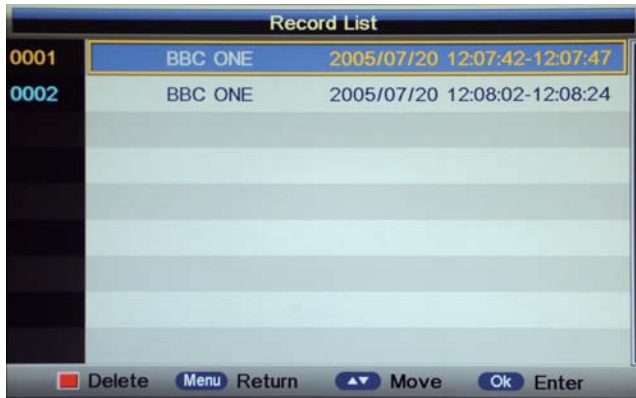 Record List
0001 BBC ONE 2005/07/20 12:07:42-12:07:47
0002 BBC ONE 2005/07/20 12:08:02-12:08:24
Delete Menu Return Move Ok Enter